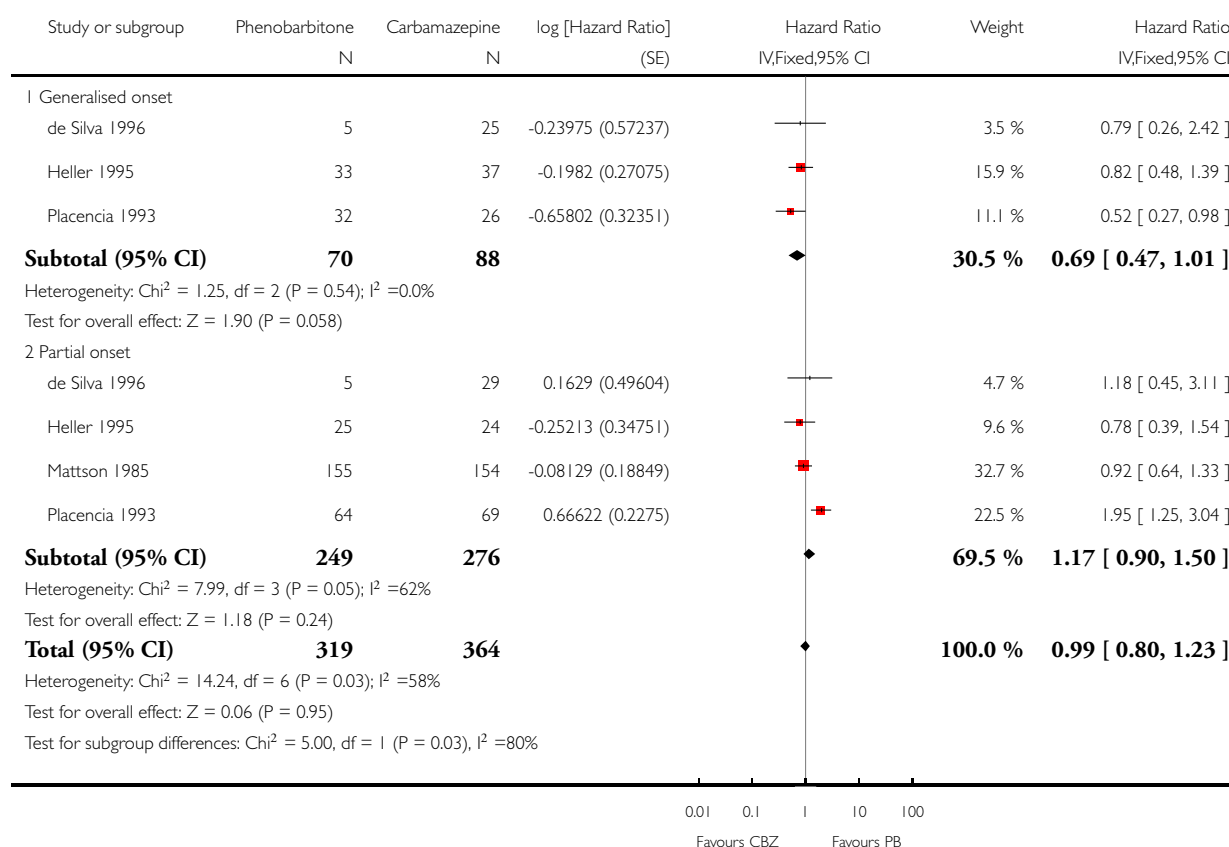 Study or subgroup Phenobarbitone Carbamazepine log [Hazard Ratio] Hazard Ratio Weight Hazard Ratio
N N (SE) IV,Fixed,95% CI IV,Fixed,95% CI
1 Generalised onset
de Silva 1996 5 25 -0.23975 (0.57237) 3.5 % 0.79 [ 0.26, 2.42 ]
Heller 1995 33 37 -0.1982 (0.27075) 15.9 % 0.82 [ 0.48, 1.39 ]
Placencia 1993 32 26 -0.65802 (0.32351) 11.1 % 0.52 [ 0.27, 0.98 ]
Subtotal (95% CI) 70 88 30.5 % 0.69 [ 0.47, 1.01 ]
Heterogeneity: Chi² = 1.25, df = 2 (P = 0.54); I² =0.0%
Test for overall effect: Z = 1.90 (P = 0.058)
2 Partial onset
de Silva 1996 5 29 0.1629 (0.49604) 4.7 % 1.18 [ 0.45, 3.11 ]
Heller 1995 25 24 -0.25213 (0.34751) 9.6 % 0.78 [ 0.39, 1.54 ]
Mattson 1985 155 154 -0.08129 (0.18849) 32.7 % 0.92 [ 0.64, 1.33 ]
Placencia 1993 64 69 0.66622 (0.2275) 22.5 % 1.95 [ 1.25, 3.04 ]
Subtotal (95% CI) 249 276 69.5 % 1.17 [ 0.90, 1.50 ]
Heterogeneity: Chi² = 7.99, df = 3 (P = 0.05); I² =62%
Test for overall effect: Z = 1.18 (P = 0.24)
Total (95% CI) 319 364 100.0 % 0.99 [ 0.80, 1.23 ]
Heterogeneity: Chi² = 14.24, df = 6 (P = 0.03); I² =58%
Test for overall effect: Z = 0.06 (P = 0.95)
Test for subgroup differences: Chi² = 5.00, df = 1 (P = 0.03), I² =80%
0.01 0.1 1 10 100
Favours CBZ Favours PB